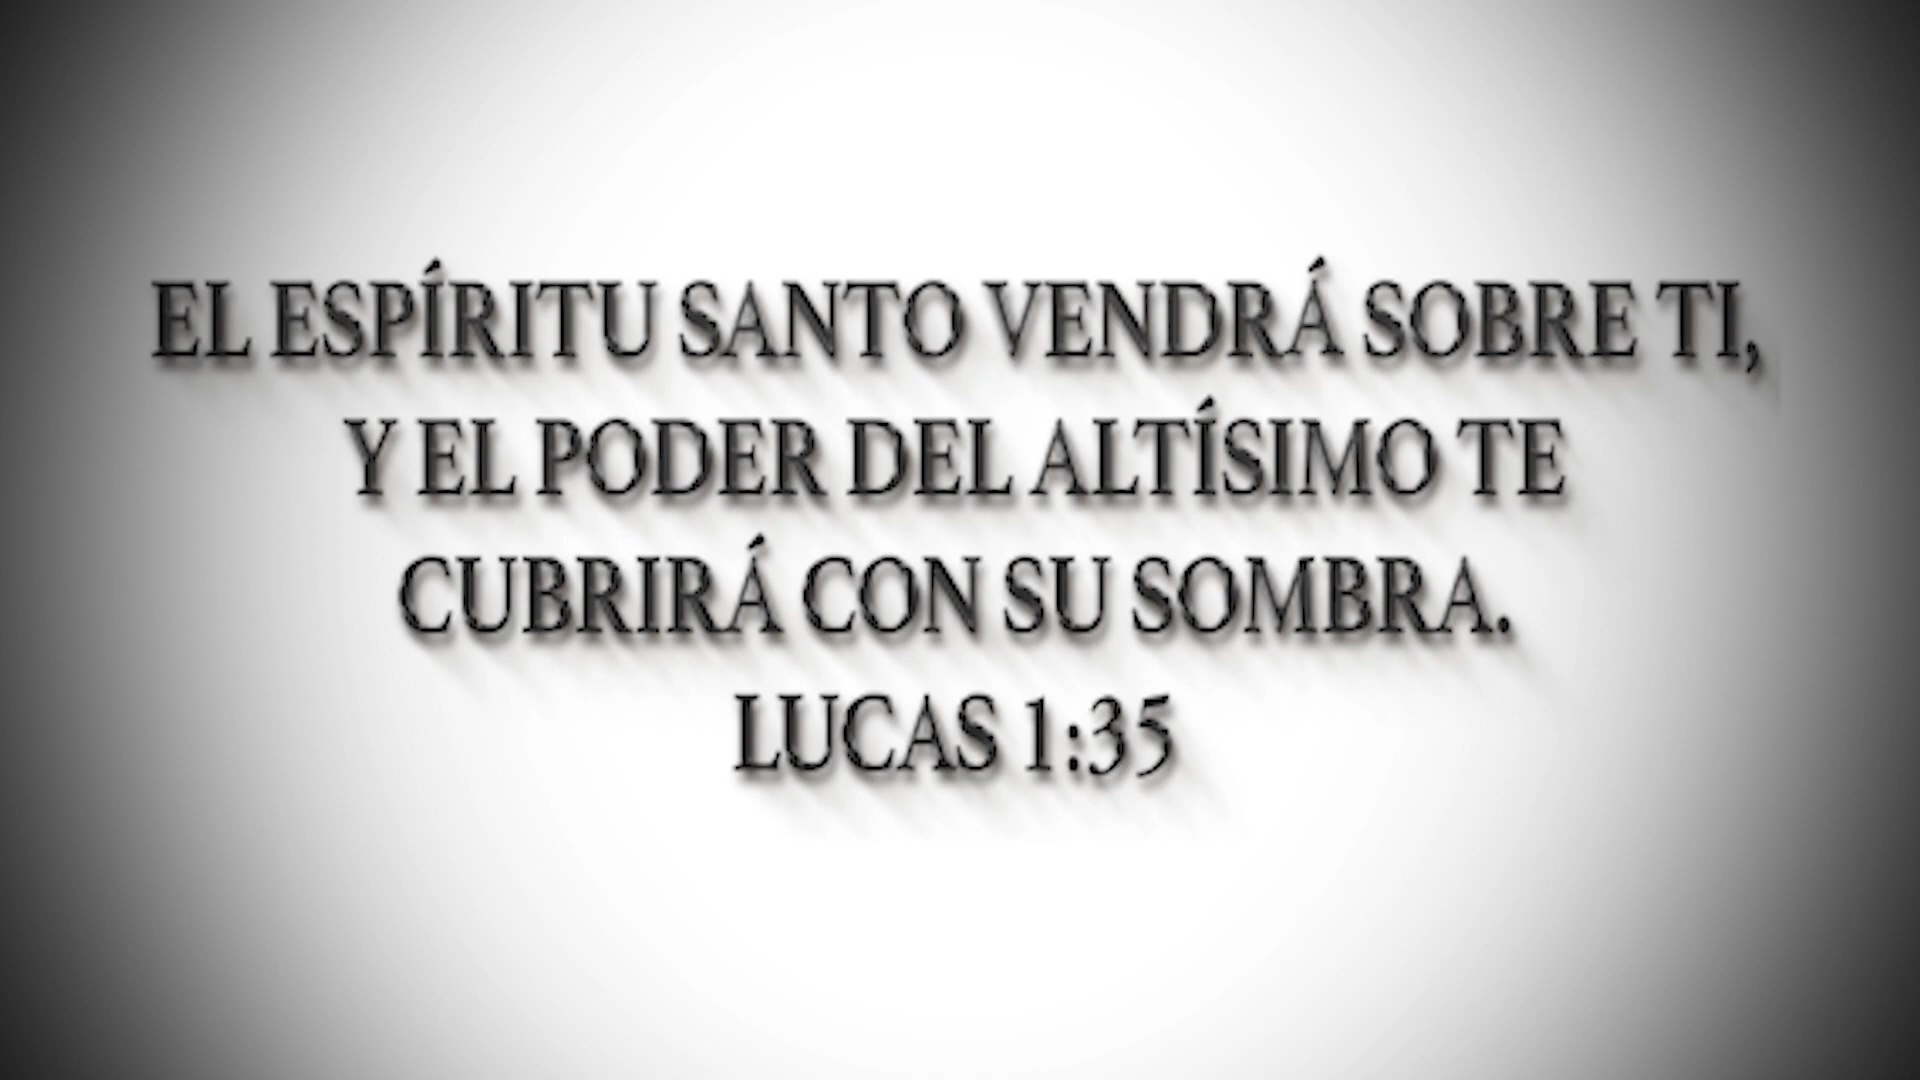 EL ESPÍRITU SANTO VENDRÁ SOBRE TI,
Y EL PODER DEL ALTÍSIMO TE
CUBRIRÁ CON SU SOMBRA.
LUCAS 1:35